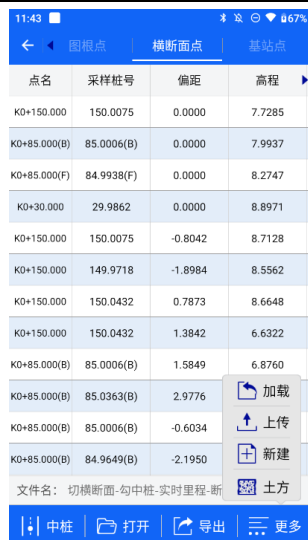 11:43 67%
图根点 横断面点 基站点
点名 采样桩号 偏距 高程
K0+150.000 150.0075 0.0000 7.7285
K0+85.000(B) 85.0006(B) 0.0000 7.9937
K0+85.000(F) 84.9938(F) 0.0000 8.2747
K0+30.000 29.9862 0.0000 8.8971
K0+150.000 150.0075 -0.8042 8.7128
K0+150.000 149.9718 -1.8984 8.5562
K0+150.000 150.0432 0.7873 8.6648
K0+150.000 150.0432 1.3842 6.6322
K0+85.000(B) 85.0006(B) 1.5849 6.8760
K0+85.000(B) 85.0363(B) 2.9776
K0+85.000(B) 85.0006(B) -0.6034
K0+85.000(B) 84.9649(B) -2.1950
加载
上传
新建
土方
文件名: 切横断面-勾中桩-实时里程-断
中桩 打开 导出 更多